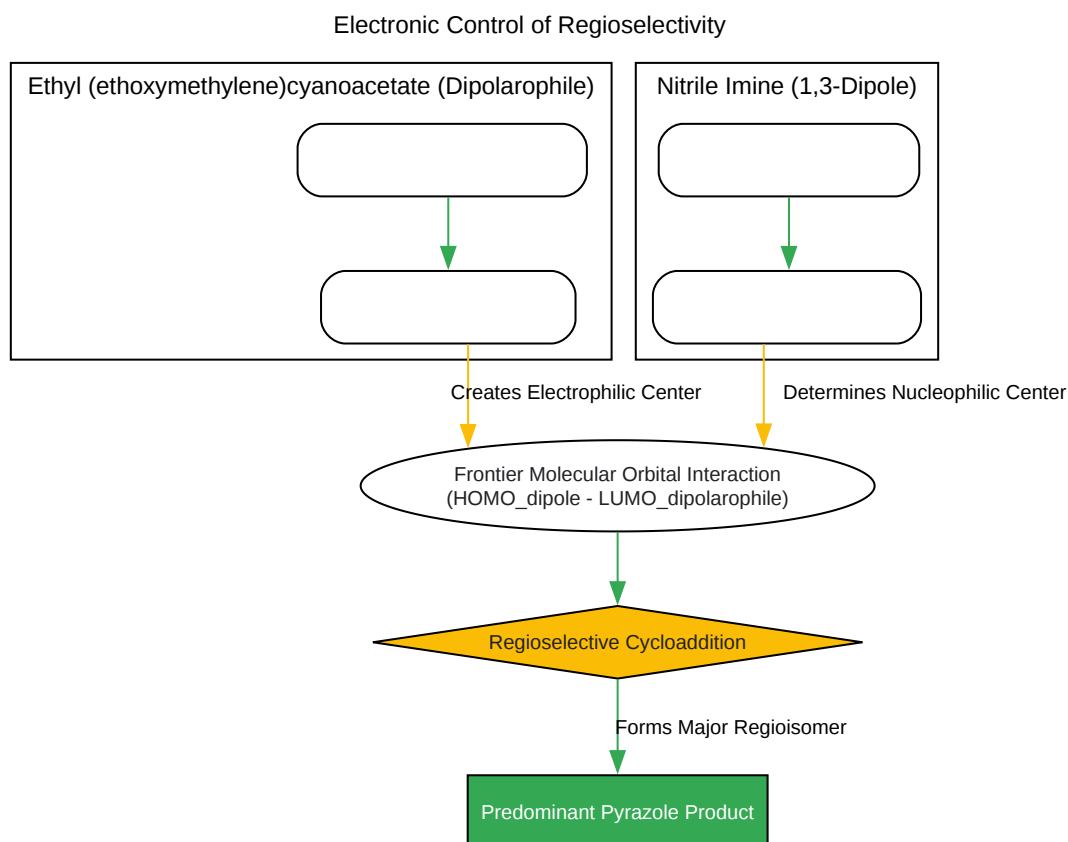 Electronic Control of Regioselectivity
Ethyl (ethoxymethylene)cyanoacetate (Dipolarophile)
Nitrile Imine (1,3-Dipole)
Creates Electrophilic Center
Determines Nucleophilic Center
Frontier Molecular Orbital Interaction
(HOMO_dipole - LUMO_dipolarophile)
Regioselective Cycloaddition
Forms Major Regioisomer
Predominant Pyrazole Product